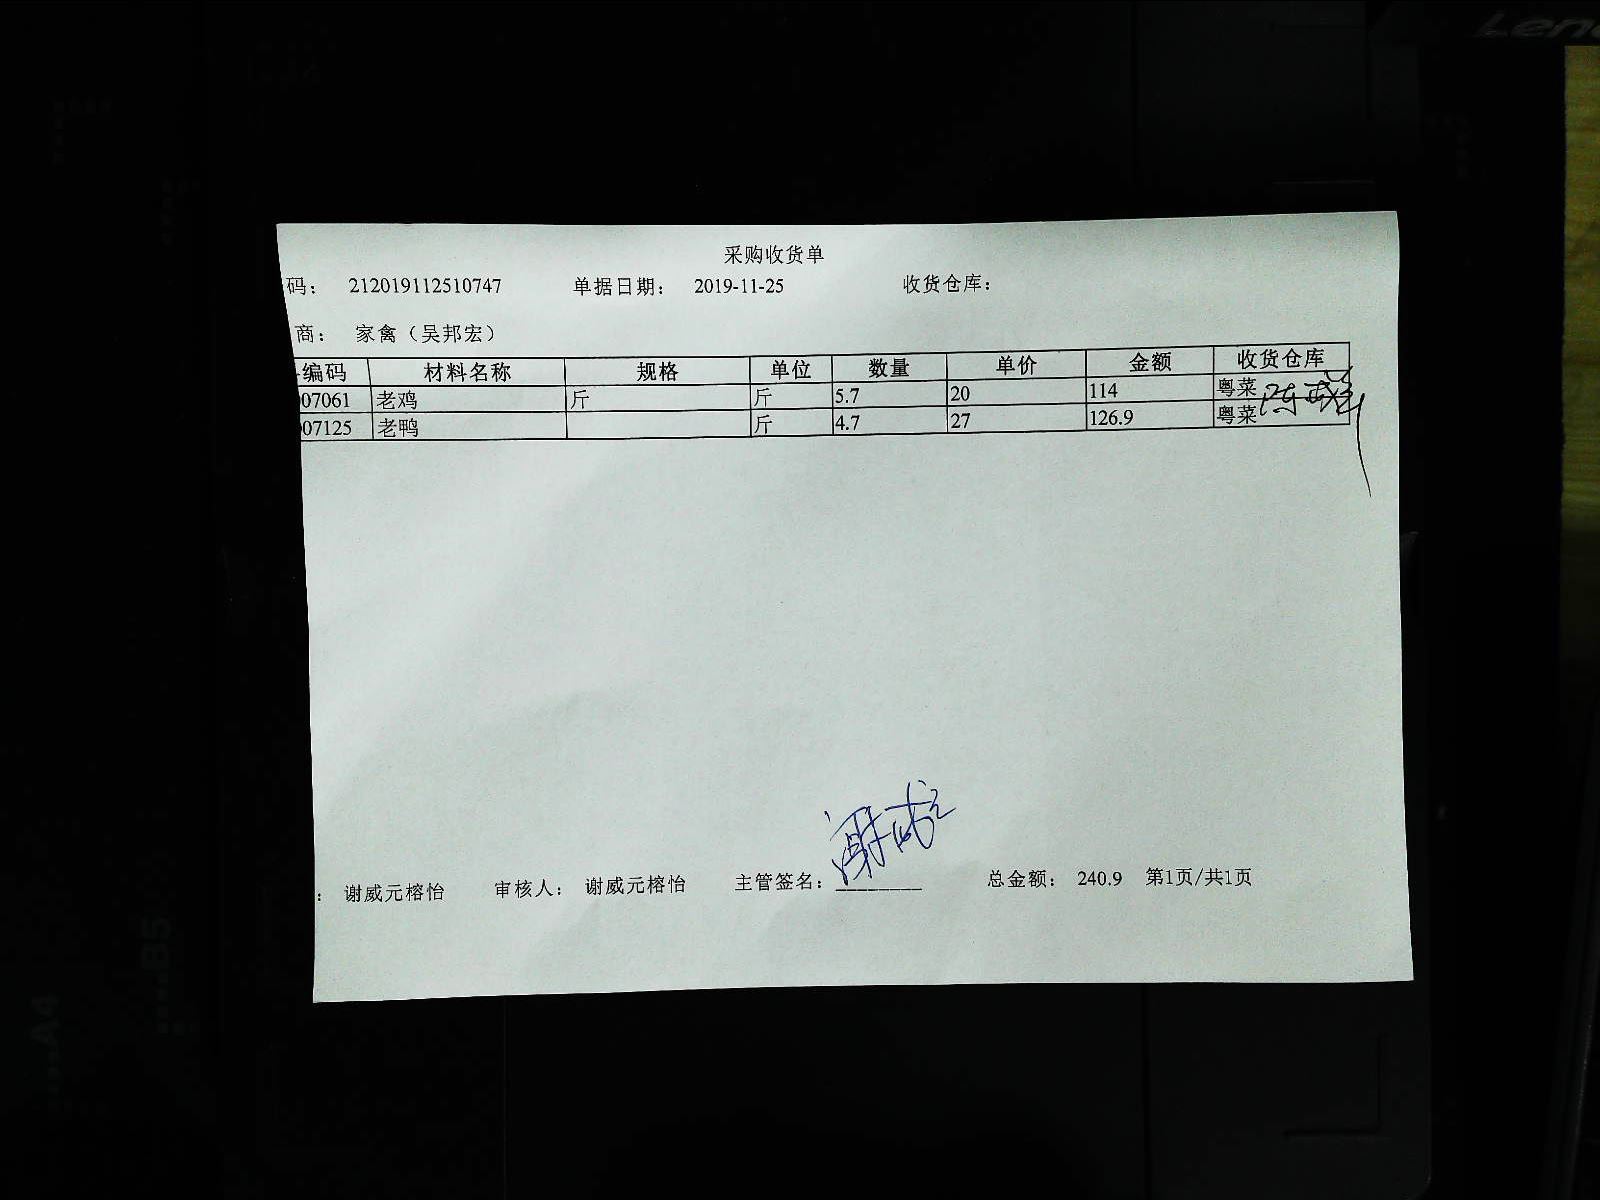 采购收货单
码： 212019112510747 单据日期： 2019-11-25 收货仓库：
商： 家禽（吴邦宏）
编码 材料名称 规格 单位 数量 单价 金额 收货仓库
07061 老鸡 斤 斤 5.7 20 114 粤菜
07125 老鸭 斤 4.7 27 126.9 粤菜
： 谢威元榕怡 审核人： 谢威元榕怡 主管签名： 总金额： 240.9 第1页/共1页
B5
A4